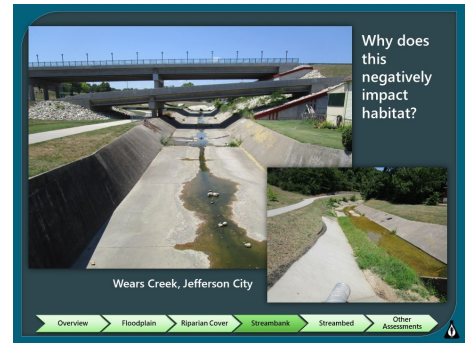 Why does
this
negatively
impact
habitat?
Wears Creek, Jefferson City
Overview
Floodplain
Riparian Cover
Streambank
Streambed
Other
Assessments